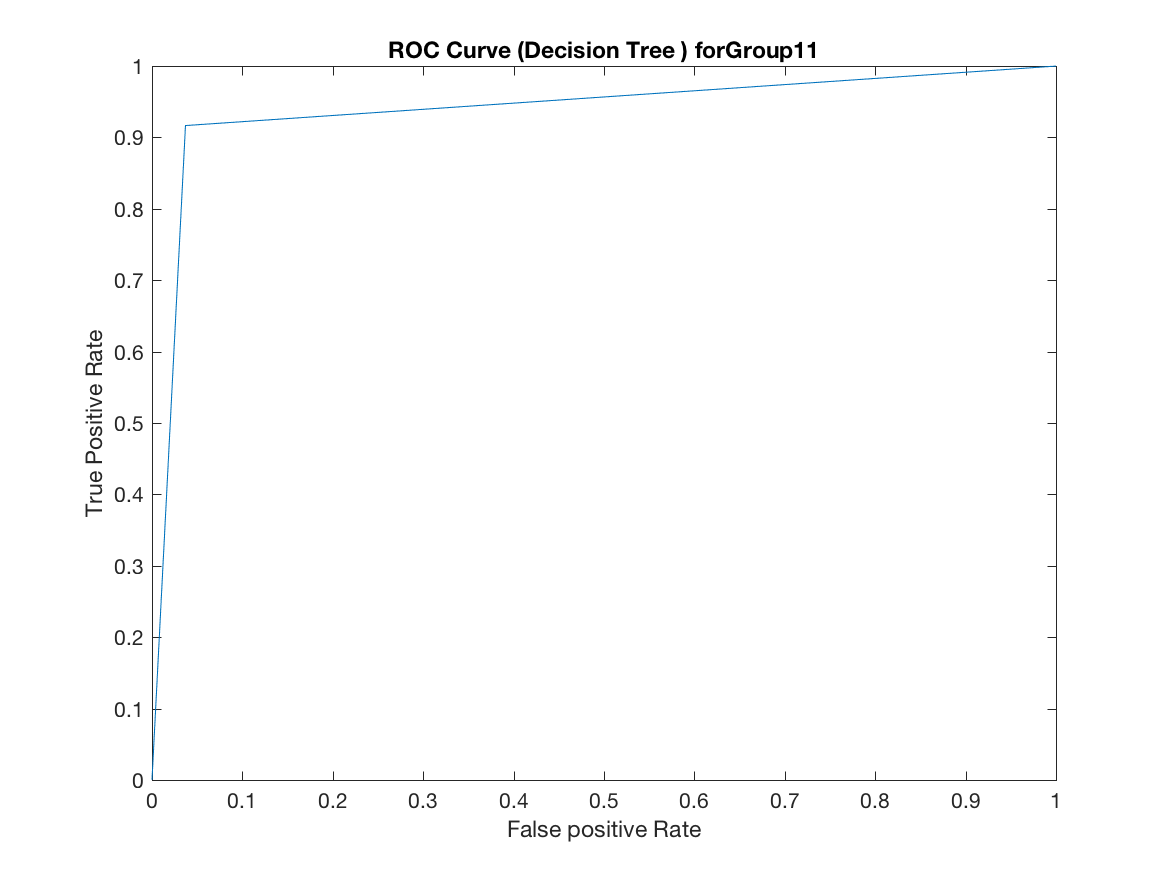 ROC Curve (Decision Tree ) forGroup11
1
0.9
0.8
0.7
0.6
0.5
0.4
0.3
0.2
0.1
0
True Positive Rate
0 0.1 0.2 0.3 0.4 0.5 0.6 0.7 0.8 0.9 1
False positive Rate